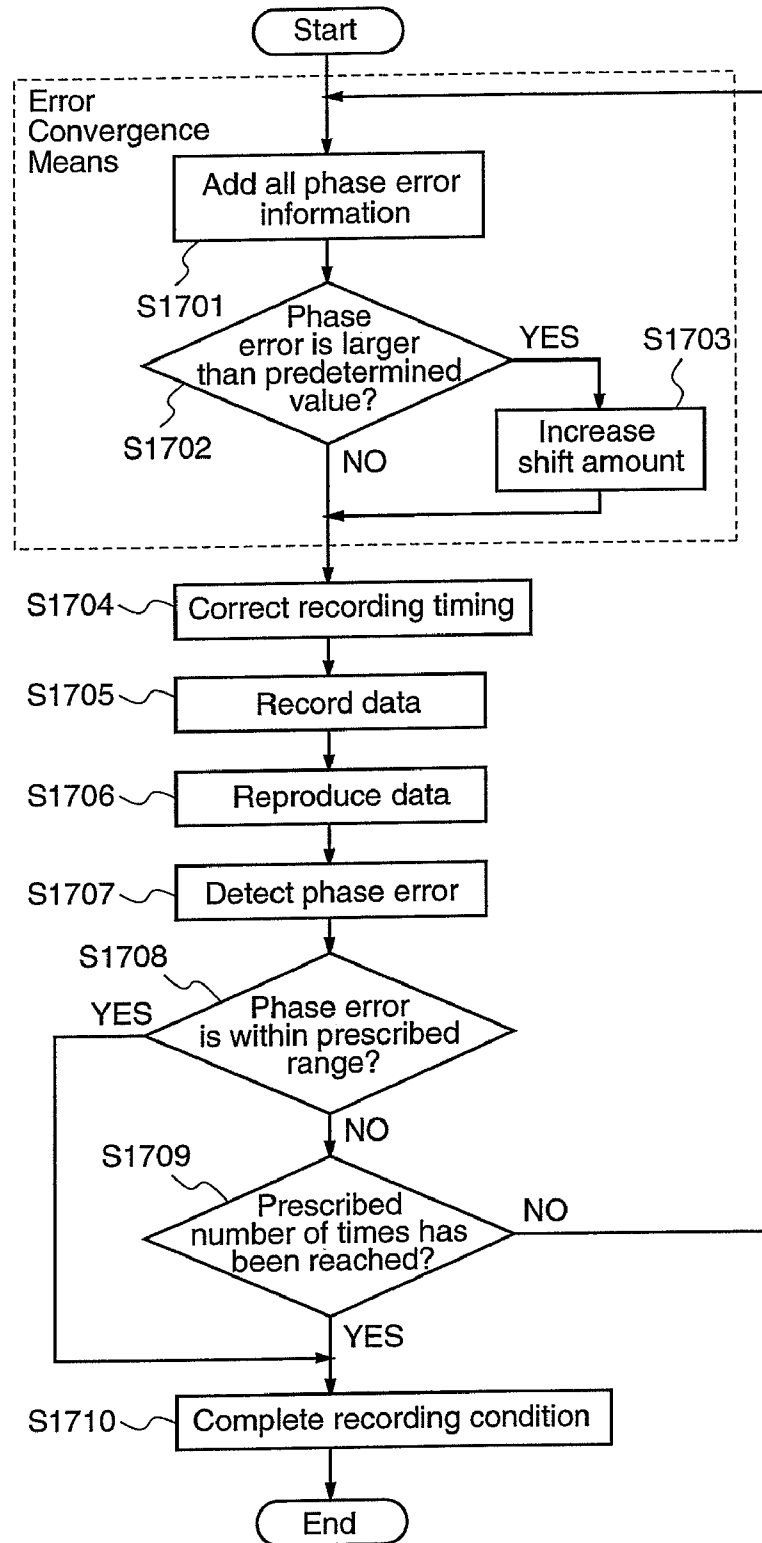 Start
Error
Convergence
Means
Add all phase error
information
S1701
Phase
error is larger
than predetermined
value?
YES
S1703
S1702
Increase
shift amount
NO
S1704
Correct recording timing
S1705
Record data
S1706
Reproduce data
S1707
Detect phase error
S1708
YES
Phase error
is within prescribed
range?
NO
S1709
Prescribed
number of times has
been reached?
NO
YES
S1710
Complete recording condition
End